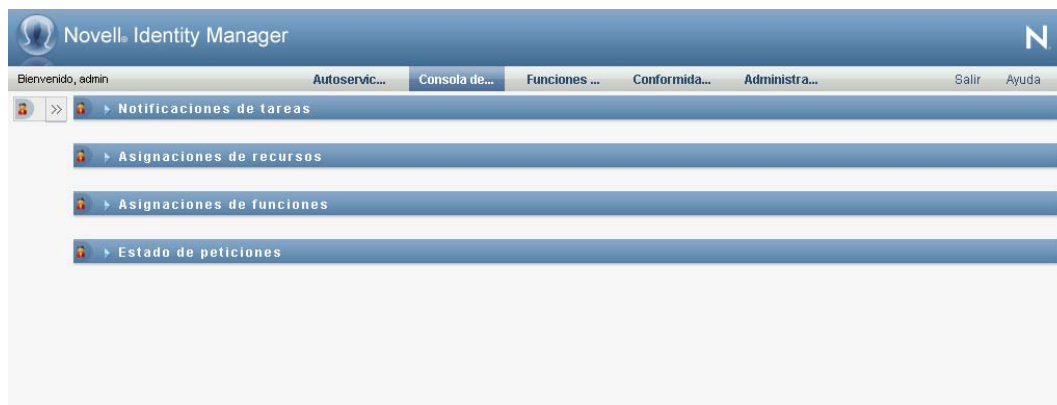 Novell® Identity Manager
N
Bienvenido, admin Autoservic... Consola de... Funciones ... Conformida... Administra... Salir Ayuda
Notificaciones de tareas
Asignaciones de recursos
Asignaciones de funciones
Estado de peticiones